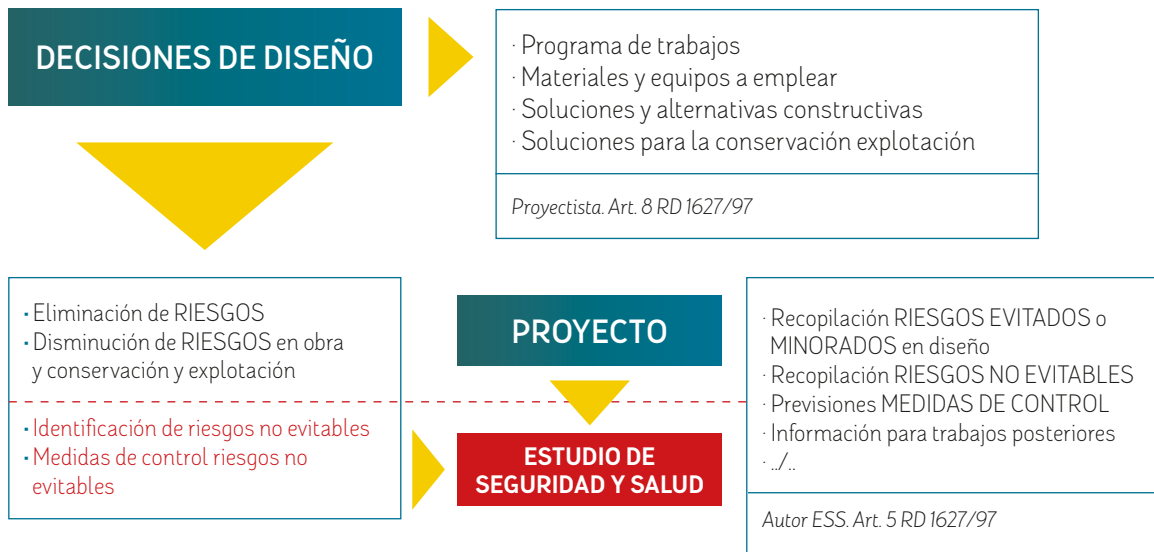 DECISIONES DE DISEÑO
· Programa de trabajos
· Materiales y equipos a emplear
· Soluciones y alternativas constructivas
· Soluciones para la conservación explotación
Proyectista. Art. 8 RD 1627/97
• Eliminación de RIESGOS
• Disminución de RIESGOS en obra
y conservación y explotación
• Identificación de riesgos no evitables
• Medidas de control riesgos no
evitables
PROYECTO
ESTUDIO DE
SEGURIDAD Y SALUD
· Recopilación RIESGOS EVITADOS o
MINORADOS en diseño
· Recopilación RIESGOS NO EVITABLES
· Previsiones MEDIDAS DE CONTROL
· Información para trabajos posteriores
· ../..
Autor ESS. Art. 5 RD 1627/97